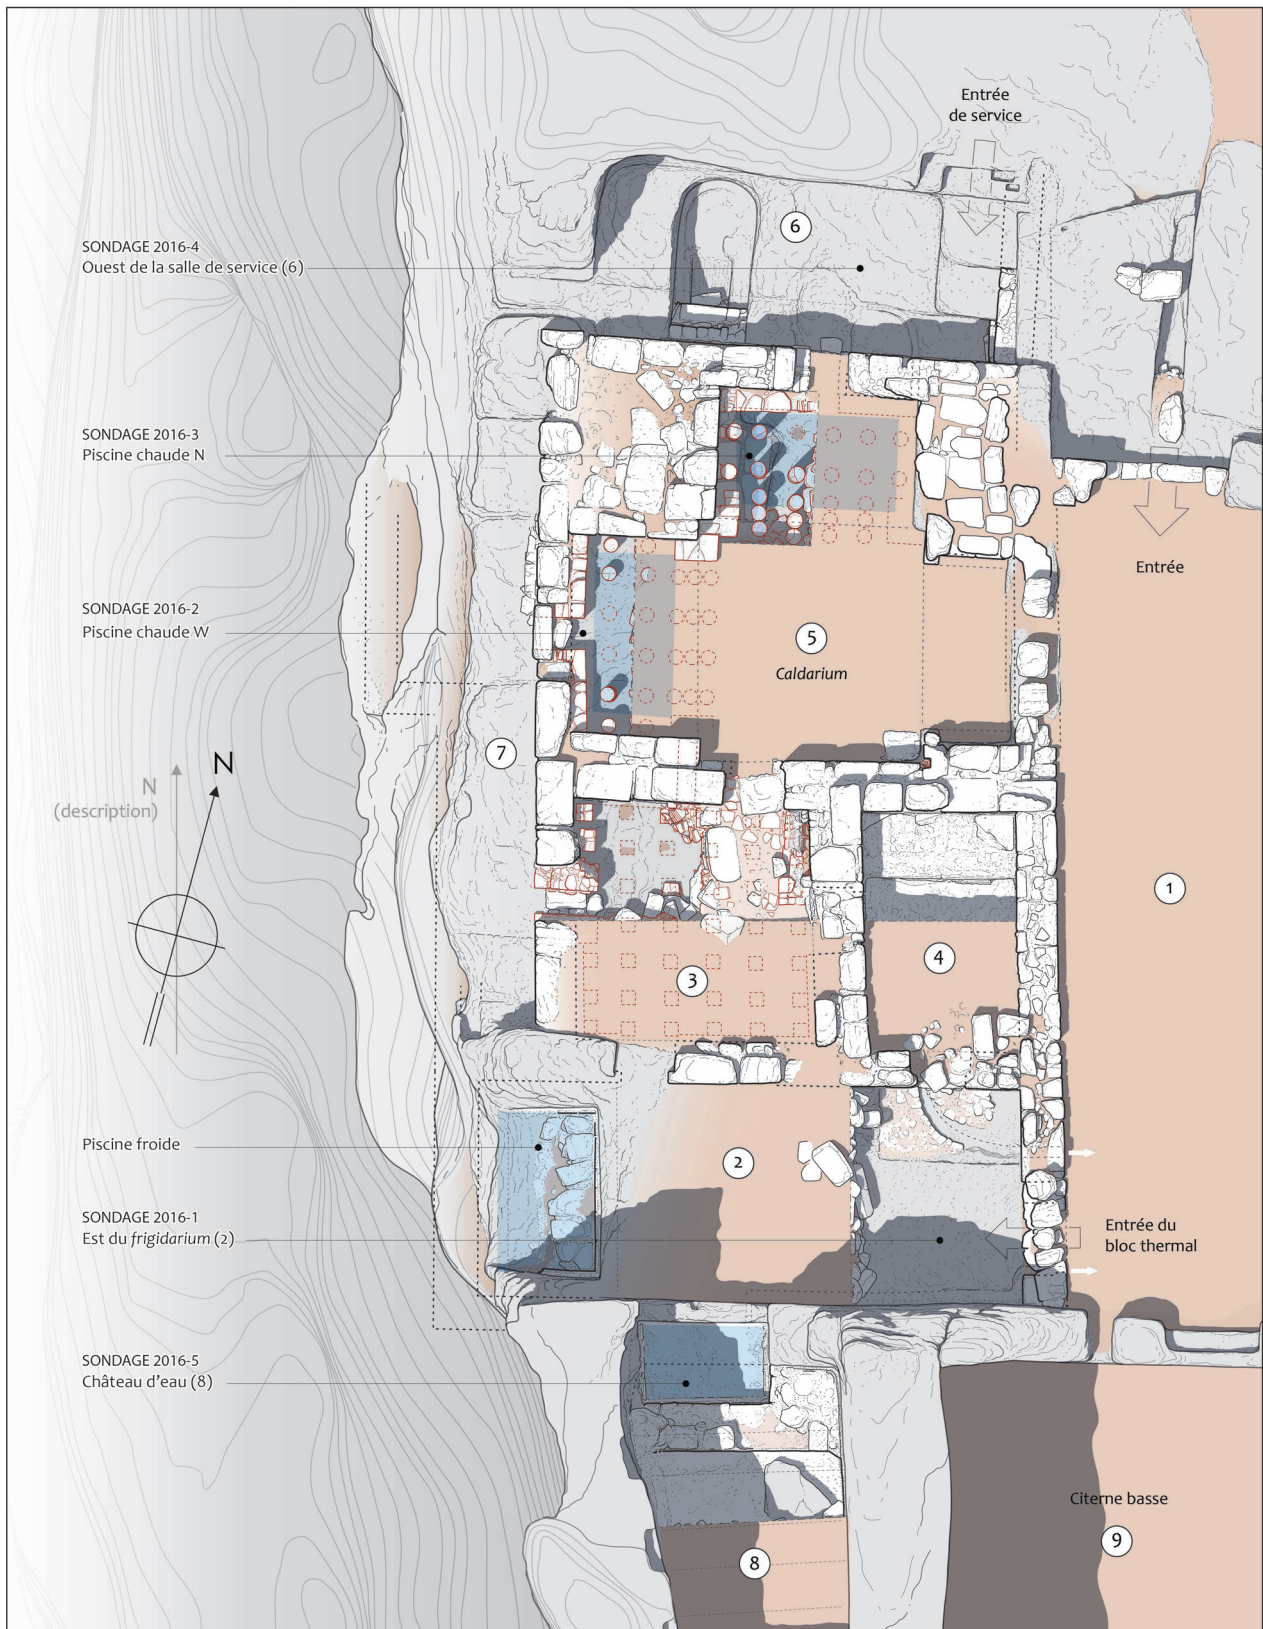 Entrée
de service
6
SONDAGE 2016-4
Ouest de la salle de service (6)
SONDAGE 2016-3
Piscine chaude N
Entrée
SONDAGE 2016-2
Piscine chaude W
5
Caldarium
7
N
N
(description)
1
4
3
Piscine froide
2
SONDAGE 2016-1
Est du frigidarium (2)
Entrée du
bloc thermal
SONDAGE 2016-5
Château d'eau (8)
Citerne basse
9
8